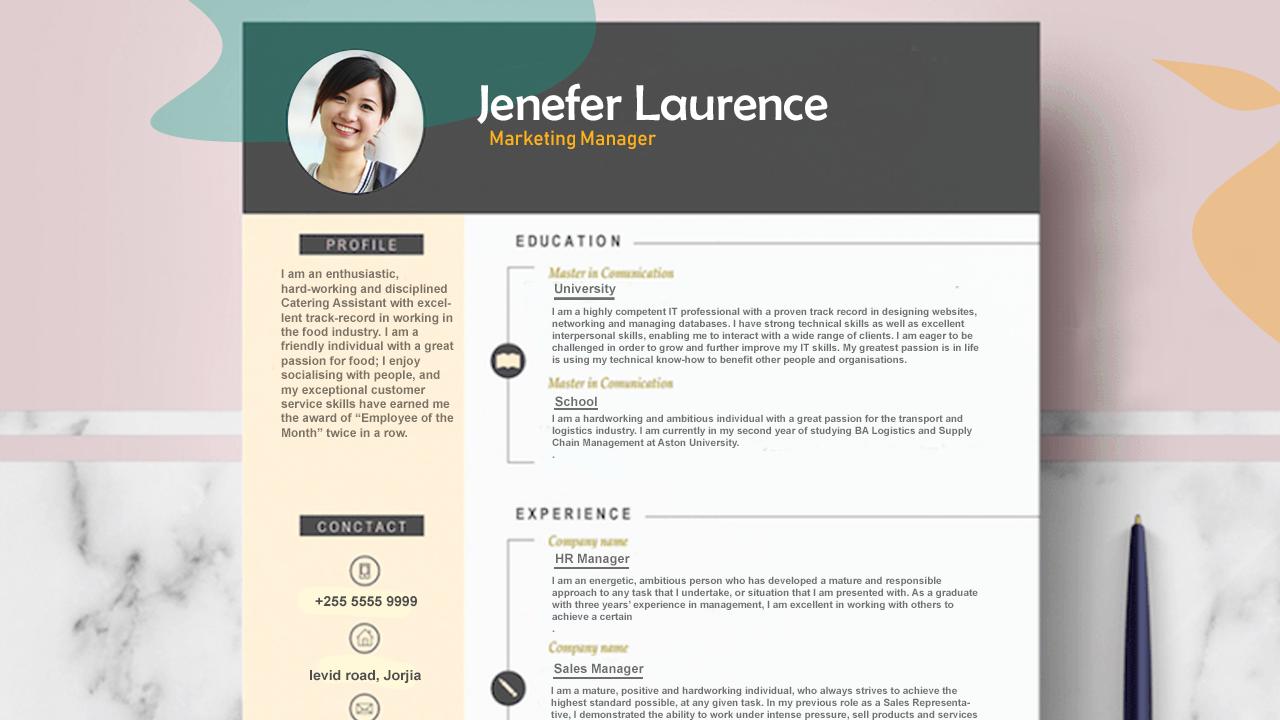 Jenefer Laurence
Marketing Manager
PROFILE
I am an enthusiastic,
hard-working and disciplined
Catering Assistant with excel-
lent track-record in working in
the food industry. I am a
friendly individual with a great
passion for food; I enjoy
socialising with people, and
my exceptional customer
service skills have earned me
the award of “Employee of the
Month” twice in a row.
CONCTACT
+255 5555 9999
levid road, Jorjia
EDUCATION
Master in Comunication
University
I am a highly competent IT professional with a proven track record in designing websites,
networking and managing databases. I have strong technical skills as well as excellent
interpersonal skills, enabling me to interact with a wide range of clients. I am eager to be
challenged in order to grow and further improve my IT skills. My greatest passion is in life
is using my technical know-how to benefit other people and organisations.
Master in Comunication
School
I am a hardworking and ambitious individual with a great passion for the transport and
logistics industry. I am currently in my second year of studying BA Logistics and Supply
Chain Management at Aston University.
.
EXPERIENCE
Company name
HR Manager
I am an energetic, ambitious person who has developed a mature and responsible
approach to any task that I undertake, or situation that I am presented with. As a graduate
with three years’ experience in management, I am excellent in working with others to
achieve a certain
.
Company name
Sales Manager
I am a mature, positive and hardworking individual, who always strives to achieve the
highest standard possible, at any given task. In my previous role as a Sales Representa-
tive, I demonstrated the ability to work under intense pressure, sell products and services